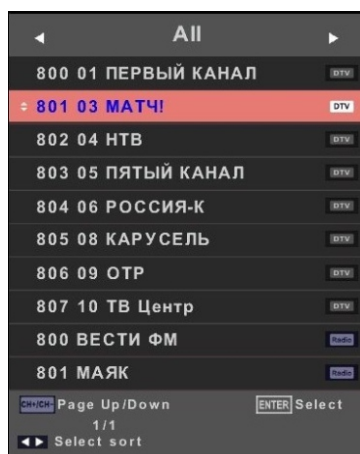 All
800 01 ПЕРВЫЙ КАНАЛ DTV
801 03 МАТЧ! DTV
802 04 НТВ DTV
803 05 ПЯТЫЙ КАНАЛ DTV
804 06 РОССИЯ-К DTV
805 08 КАРУСЕЛЬ DTV
806 09 ОТР DTV
807 10 ТВ Центр DTV
800 ВЕСТИ ФМ Radio
801 МАЯК Radio
CH+/CH- Page Up/Down ENTER Select
1/1
Select sort